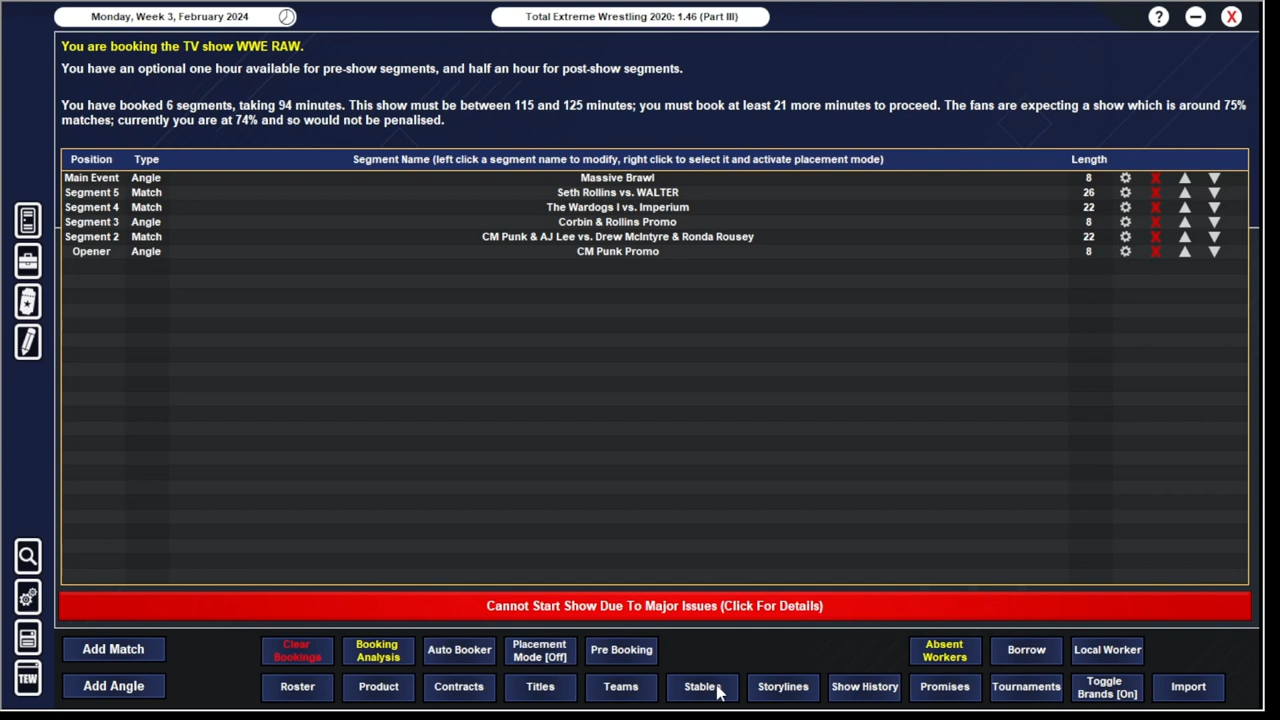 Monday, Week 3, February 2024
Total Extreme Wrestling 2020: 1.46 (Part III)
? X
You are booking the TV show WWE RAW.
You have an optional one hour available for pre-show segments, and half an hour for post-show segments.
You have booked 6 segments, taking 94 minutes. This show must be between 115 and 125 minutes; you must book at least 21 more minutes to proceed. The fans are expecting a show which is around 75%
matches; currently you are at 74% and so would not be penalised.
Position Type Segment Name (left click a segment name to modify, right click to select it and activate placement mode) Length
Main Event Angle Massive Brawl 8 X
Segment 5 Match Seth Rollins vs. WALTER 26 X
Segment 4 Match The Wardogs I vs. Imperium 22 X
Segment 3 Angle Corbin & Rollins Promo 8 X
Segment 2 Match CM Punk & AJ Lee vs. Drew McIntyre & Ronda Rousey 22 X
Opener Angle CM Punk Promo 8 X
Cannot Start Show Due To Major Issues (Click For Details)
Add Match Clear Bookings Booking Analysis Auto Booker Placement Mode [Off] Pre Booking Absent Workers Borrow Local Worker
TEW Add Angle Roster Product Contracts Titles Teams Stables Storylines Show History Promises Tournaments Toggle Brands [On] Import